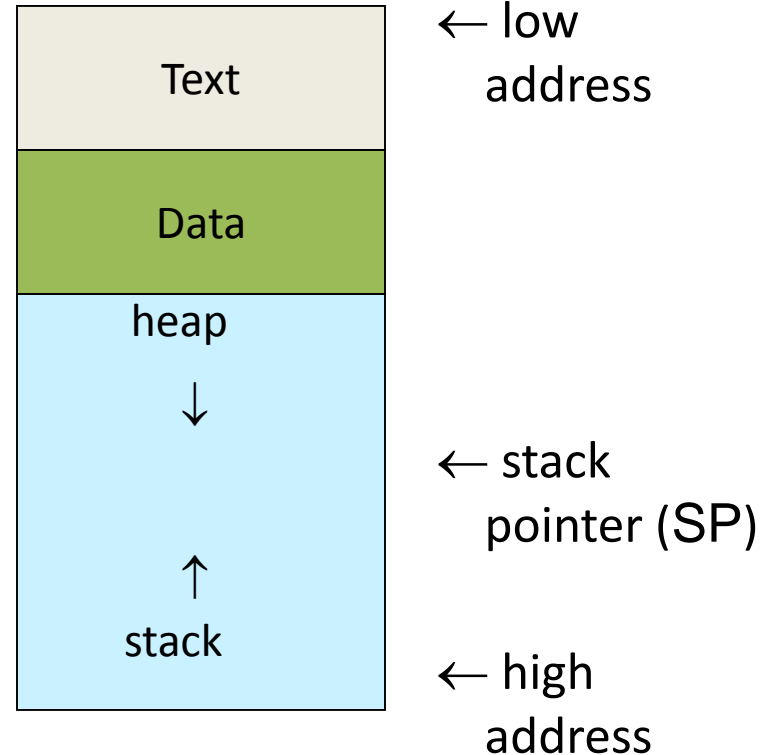 ← low
address
Text
Data
heap
↓
← stack
pointer (SP)
↑
stack
← high
address